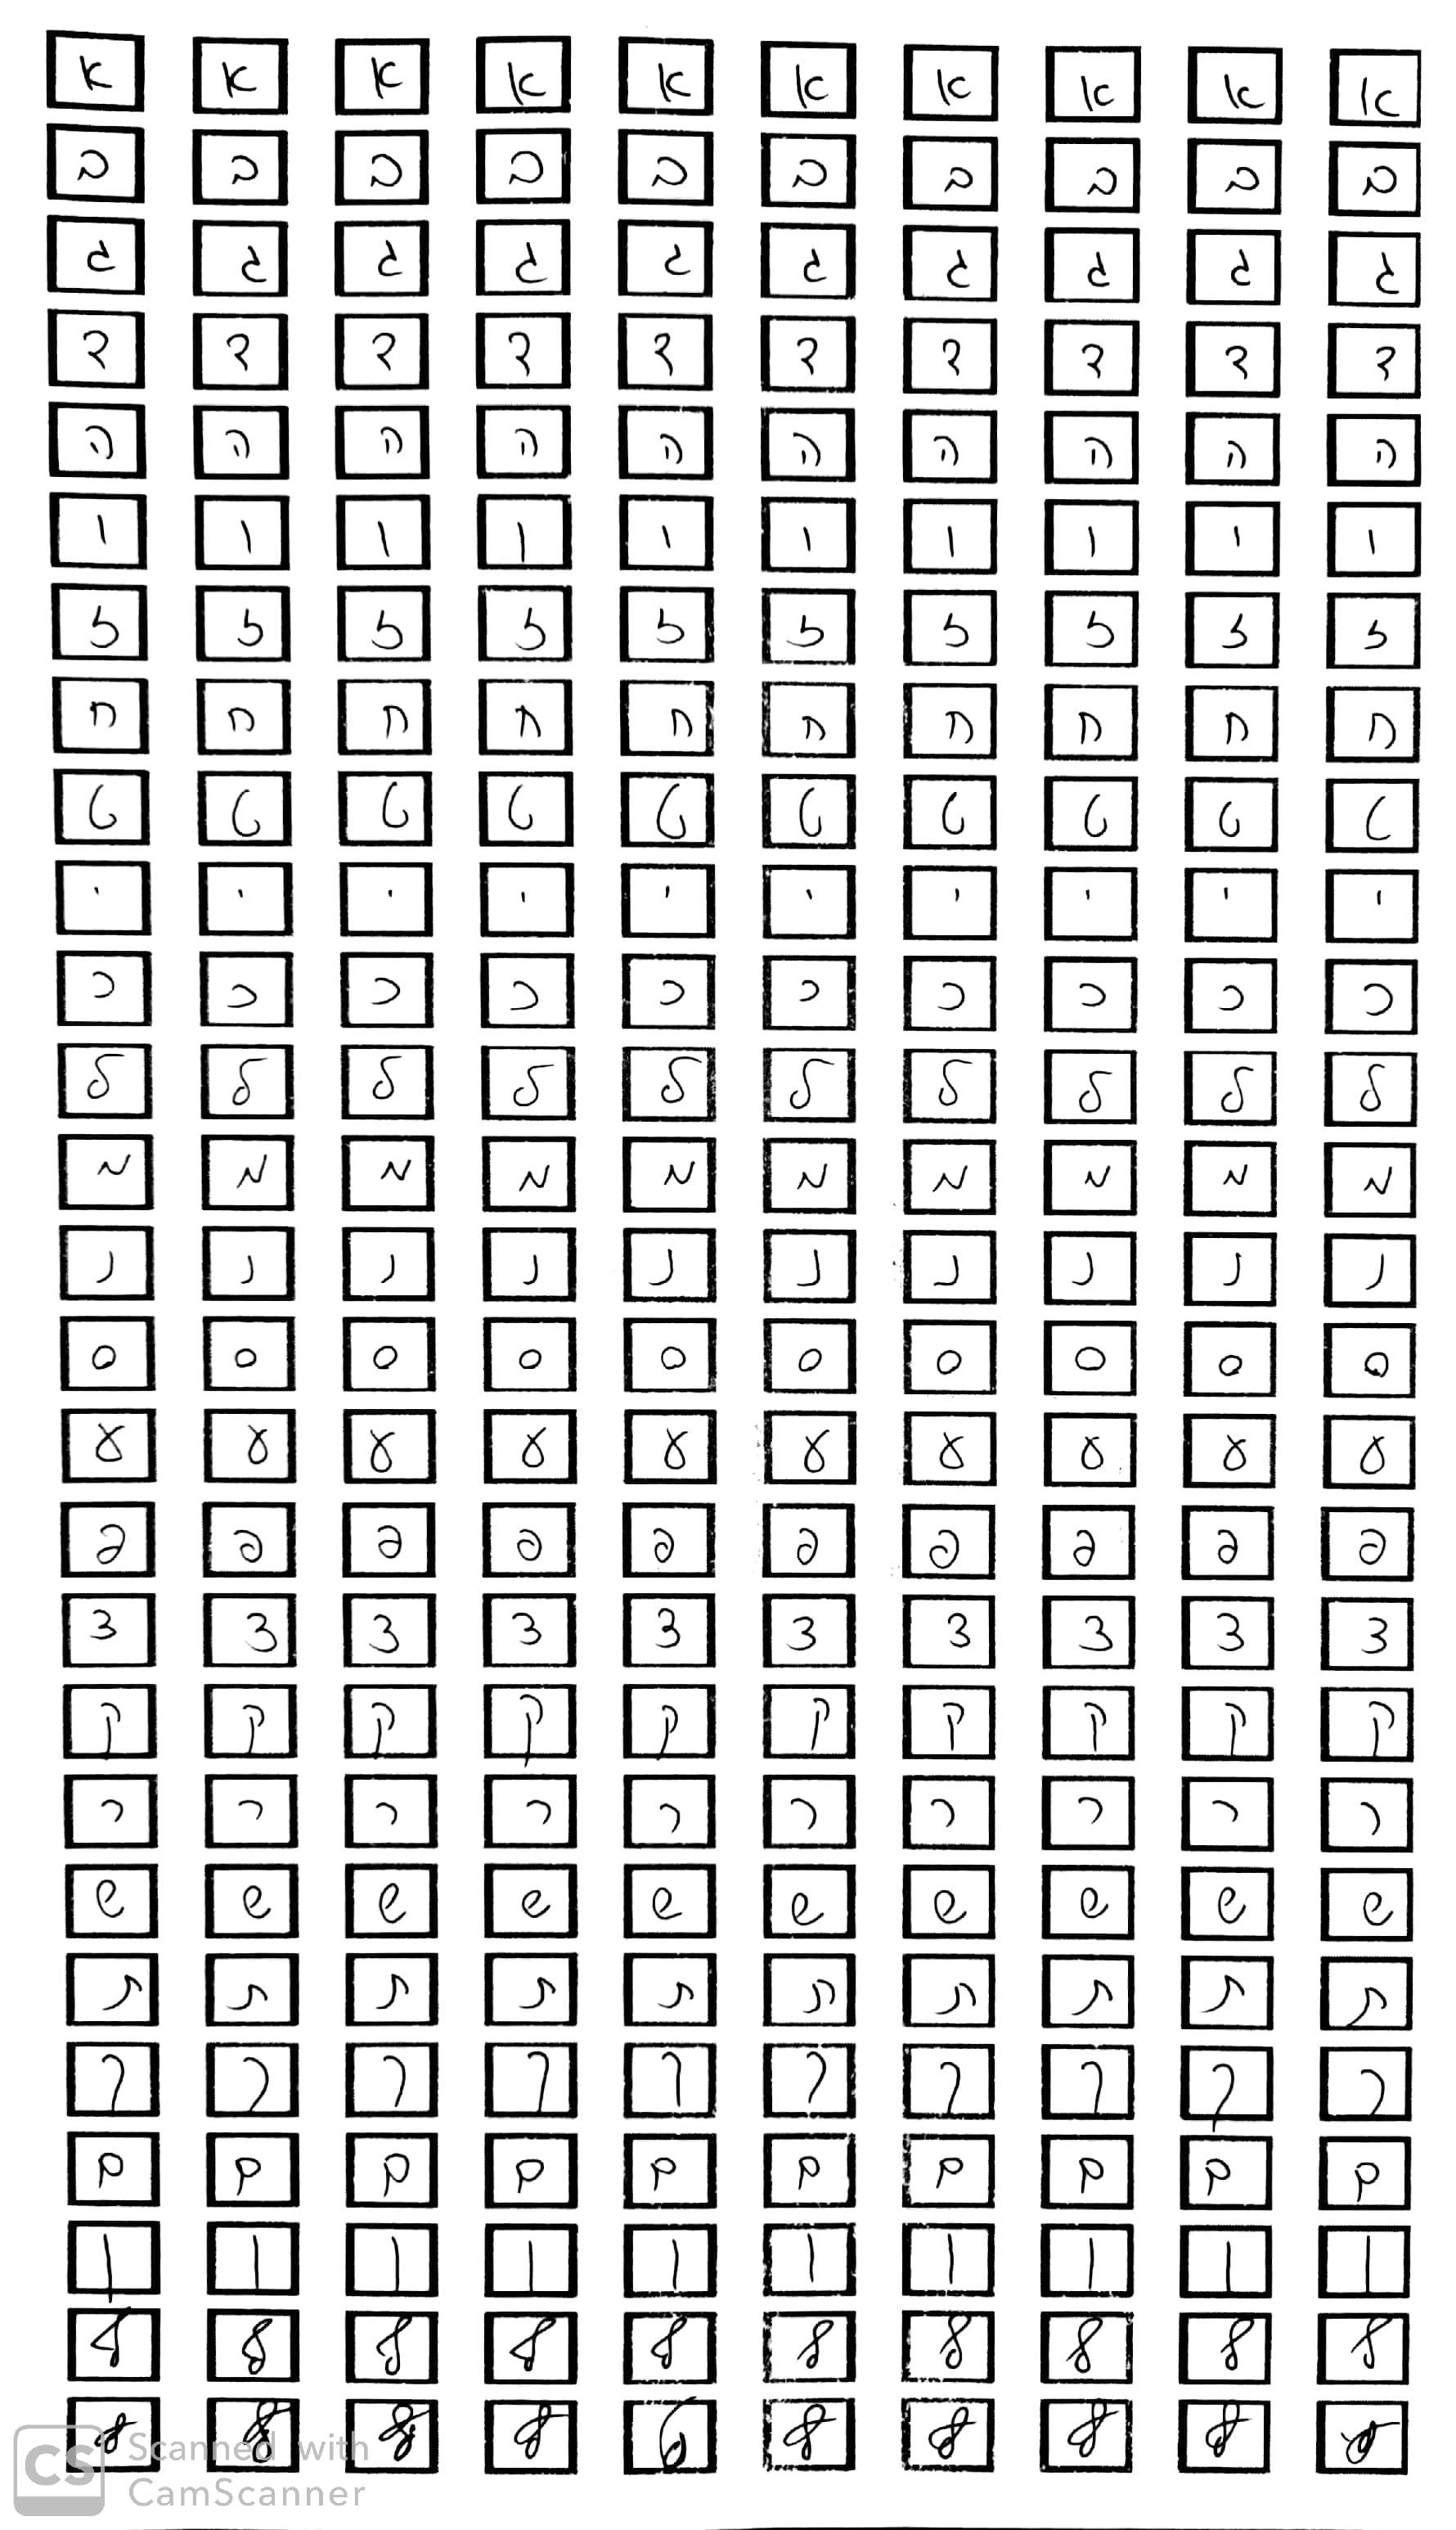 א א א א א א א א א א
ב ב ב ב ב ב ב ב ב ב
ג ג ג ג ג ג ג ג ג ג
ד ד ד ד ד ד ד ד ד ד
ה ה ה ה ה ה ה ה ה ה
ו ו ו ו ו ו ו ו ו ו
ז ז ז ז ז ז ז ז ז ז
ח ח ח ח ח ח ח ח ח ח
ט ט ט ט ט ט ט ט ט ט
י י י י י י י י י י
כ כ כ כ כ כ כ כ כ כ
ל ל ל ל ל ל ל ל ל ל
מ מ מ מ מ מ מ מ מ מ
נ נ נ נ נ נ נ נ נ נ
ס ס ס ס ס ס ס ס ס ס
ע ע ע ע ע ע ע ע ע ע
פ פ פ פ פ פ פ פ פ פ
צ צ צ צ צ צ צ צ צ צ
ק ק ק ק ק ק ק ק ק ק
ר ר ר ר ר ר ר ר ר ר
ש ש ש ש ש ש ש ש ש ש
ת ת ת ת ת ת ת ת ת ת
ך ך ך ך ך ך ך ך ך ך
ם ם ם ם ם ם ם ם ם ם
ן ן ן ן ן ן ן ן ן ן
ף ף ף ף ף ף ף ף ף ף
ץ ץ ץ ץ ץ ץ ץ ץ ץ
CS Scanned with
CamScanner